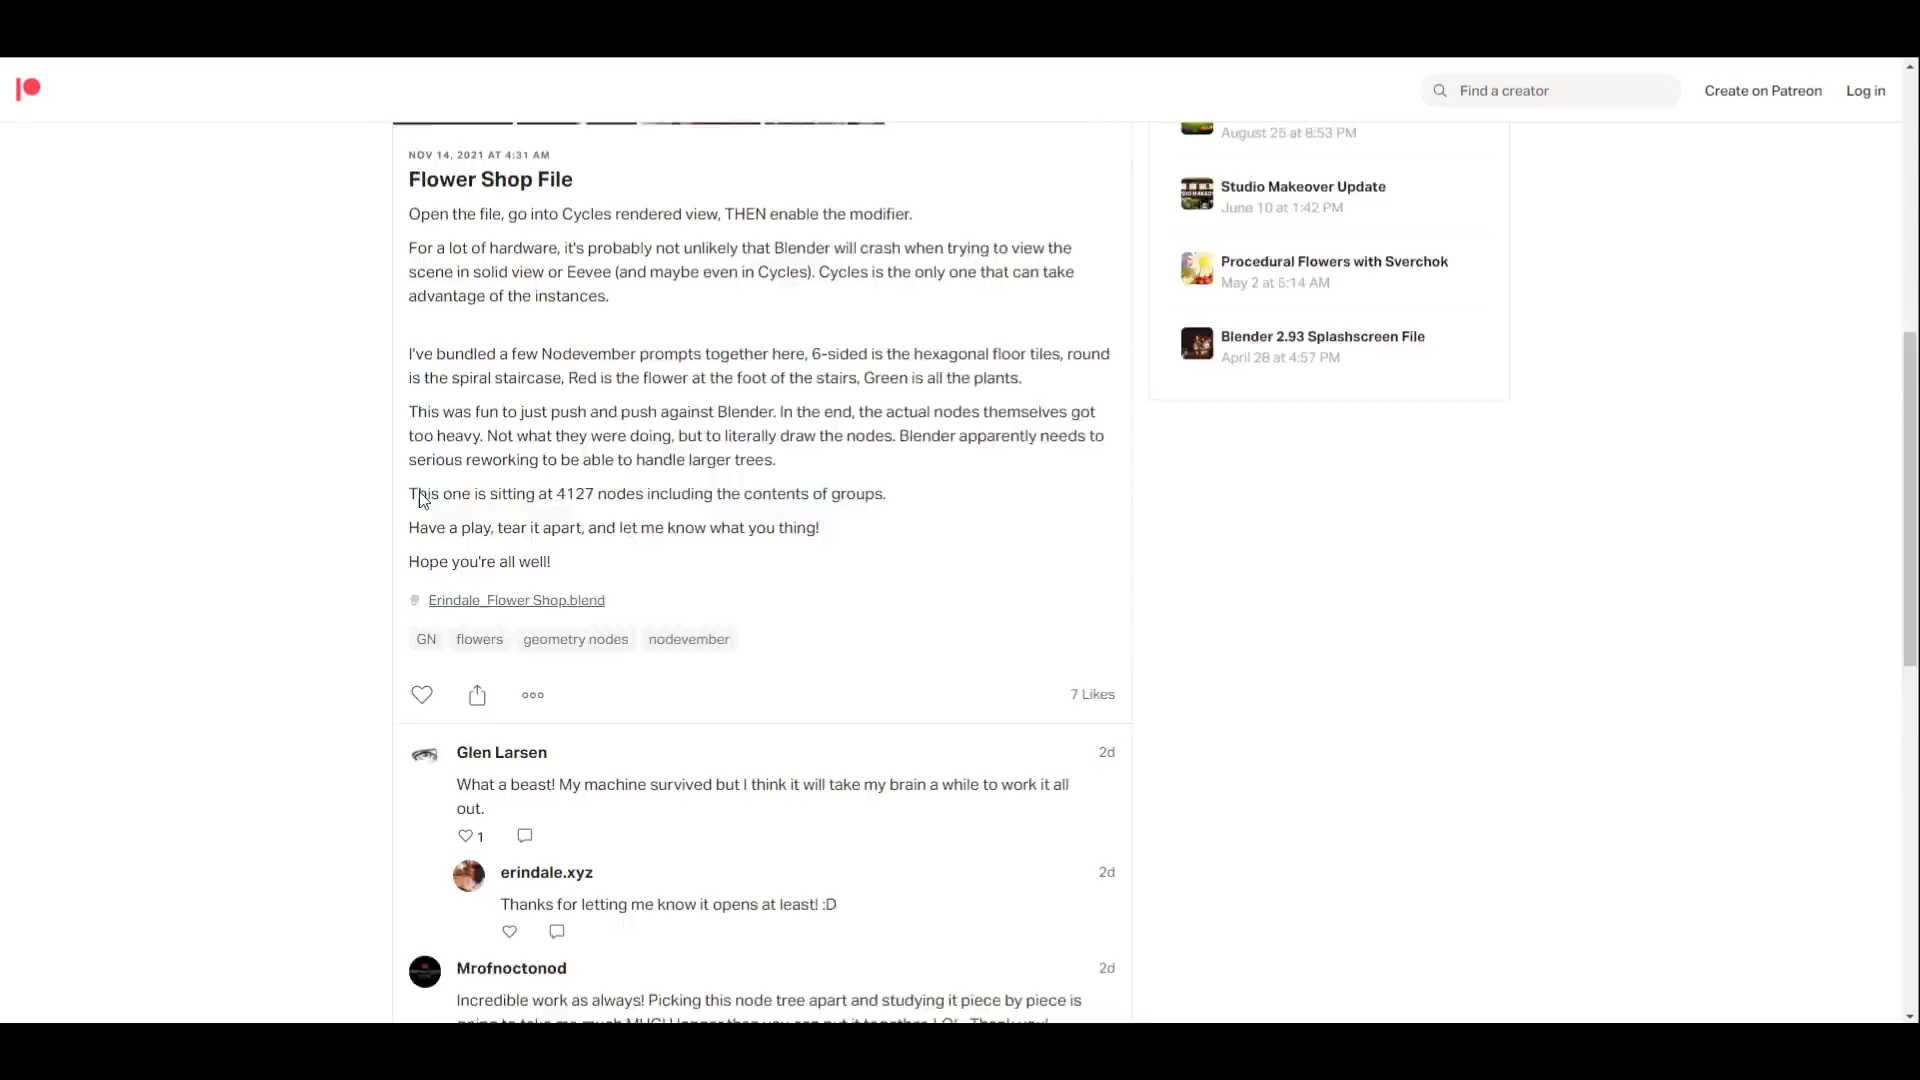 Find a creator
Create on Patreon
Log in
August 25 at 8:53 PM
NOV 14, 2021 AT 4:31 AM
Flower Shop File
Open the file, go into Cycles rendered view, THEN enable the modifier.
For a lot of hardware, it's probably not unlikely that Blender will crash when trying to view the
scene in solid view or Eevee (and maybe even in Cycles). Cycles is the only one that can take
advantage of the instances.
I've bundled a few Nodevember prompts together here, 6-sided is the hexagonal floor tiles, round
is the spiral staircase, Red is the flower at the foot of the stairs, Green is all the plants.
This was fun to just push and push against Blender. In the end, the actual nodes themselves got
too heavy. Not what they were doing, but to literally draw the nodes. Blender apparently needs to
serious reworking to be able to handle larger trees.
This one is sitting at 4127 nodes including the contents of groups.
Have a play, tear it apart, and let me know what you thing!
Hope you're all well!
Erindale_Flower Shop.blend
GN flowers geometry nodes nodevember
7 Likes
Studio Makeover Update
June 10 at 1:42 PM
Procedural Flowers with Sverchok
May 2 at 5:14 AM
Blender 2.93 Splashscreen File
April 28 at 4:57 PM
Glen Larsen
2d
What a beast! My machine survived but I think it will take my brain a while to work it all
out.
1
erindale.xyz
2d
Thanks for letting me know it opens at least! :D
Mrofnoctonod
2d
Incredible work as always! Picking this node tree apart and studying it piece by piece is